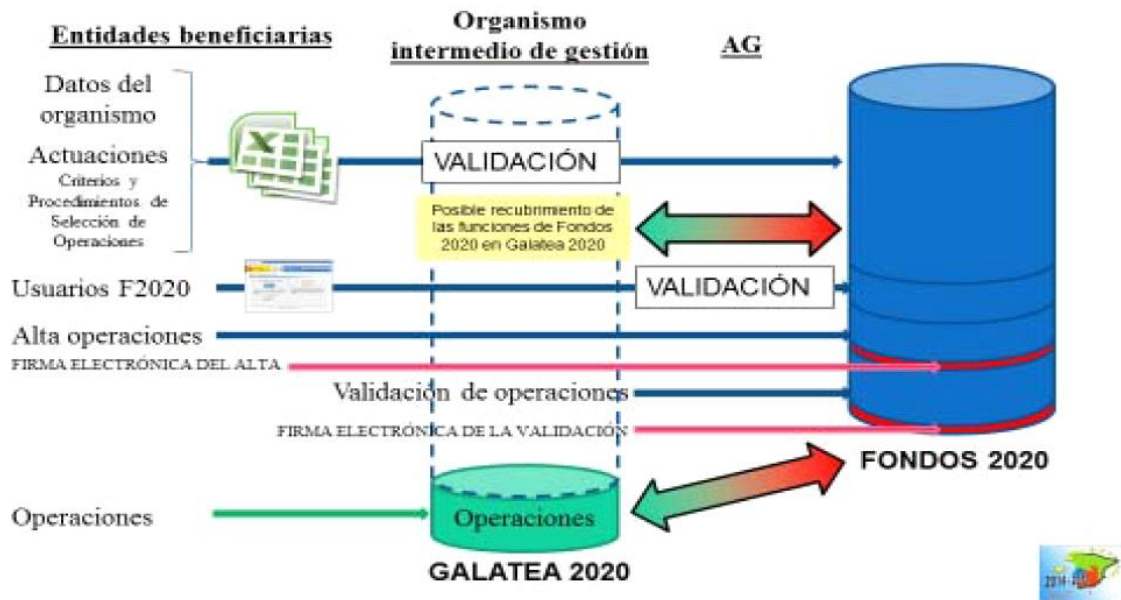 Entidades beneficiarias
Organismo
intermedio de gestión
AG
Datos del
organismo
Actuaciones
Criterios y
Procedimientos de
Selección de
Operaciones
VALIDACIÓN
Posible recubrimiento de
las funciones de Fondos
2020 en Galatea 2020
Usuarios F2020
VALIDACIÓN
Alta operaciones
FIRMA ELECTRÓNICA DEL ALTA
Validación de operaciones
FIRMA ELECTRÓNICA DE LA VALIDACIÓN
FONDOS 2020
Operaciones
Operaciones
GALATEA 2020